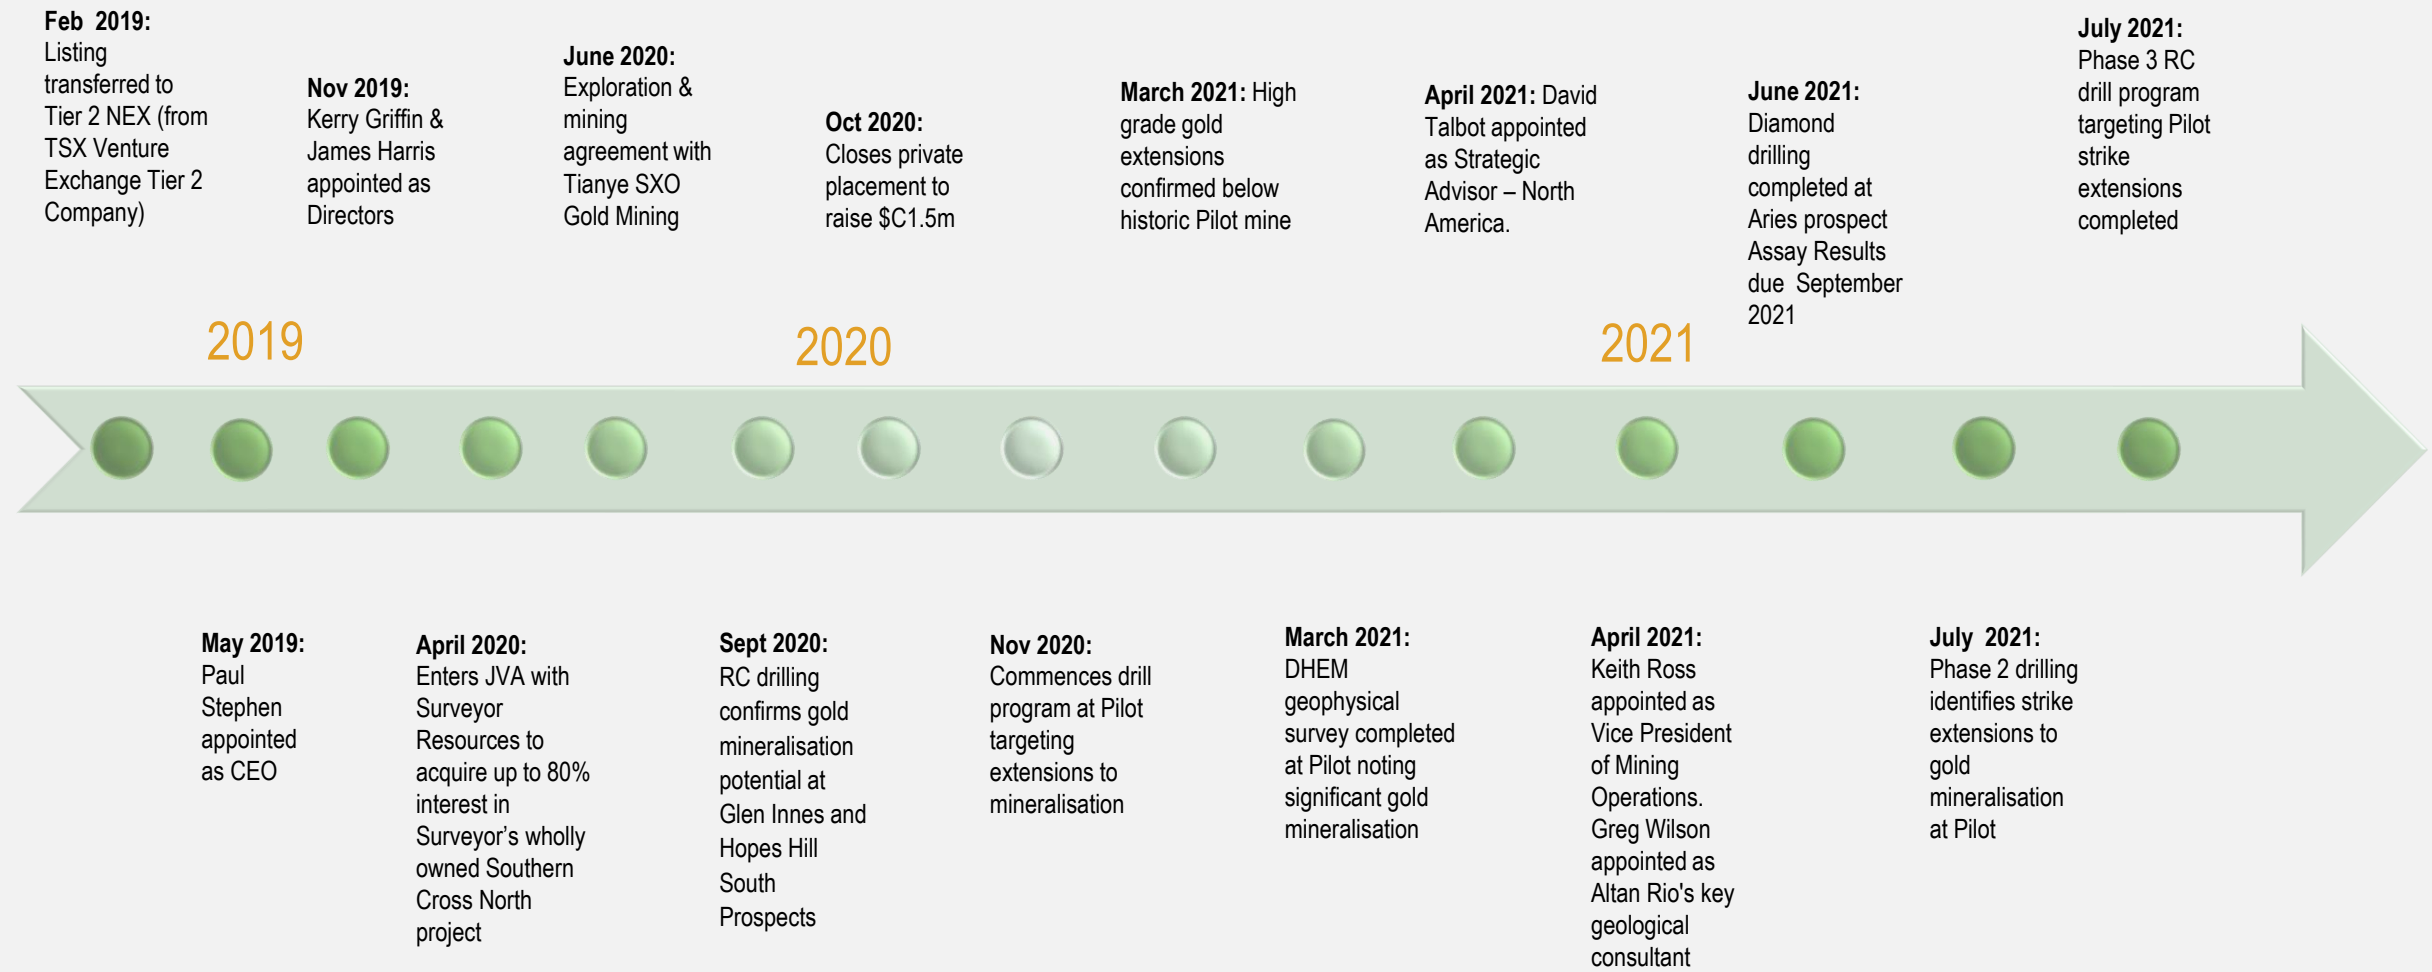 Feb 2019:
Listing
transferred to
Tier 2 NEX (from
TSX Venture
Exchange Tier 2
Company)
Nov 2019:
Kerry Griffin &
James Harris
appointed as
Directors
June 2020:
Exploration &
mining
agreement with
Tianye SXO
Gold Mining
Oct 2020:
Closes private
placement to
raise $C1.5m
March 2021: High
grade gold
extensions
confirmed below
historic Pilot mine
April 2021: David
Talbot appointed
as Strategic
Advisor – North
America.
June 2021:
Diamond
drilling
completed at
Aries prospect
Assay Results
due September
2021
July 2021:
Phase 3 RC
drill program
targeting Pilot
strike
extensions
completed
2019
2020
2021
May 2019:
Paul
Stephen
appointed
as CEO
April 2020:
Enters JVA with
Surveyor
Resources to
acquire up to 80%
interest in
Surveyor’s wholly
owned Southern
Cross North
project
Sept 2020:
RC drilling
confirms gold
mineralisation
potential at
Glen Innes and
Hopes Hill
South
Prospects
Nov 2020:
Commences drill
program at Pilot
targeting
extensions to
mineralisation
March 2021:
DHEM
geophysical
survey completed
at Pilot noting
significant gold
mineralisation
April 2021:
Keith Ross
appointed as
Vice President
of Mining
Operations.
Greg Wilson
appointed as
Altan Rio's key
geological
consultant
July 2021:
Phase 2 drilling
identifies strike
extensions to
gold
mineralisation
at Pilot